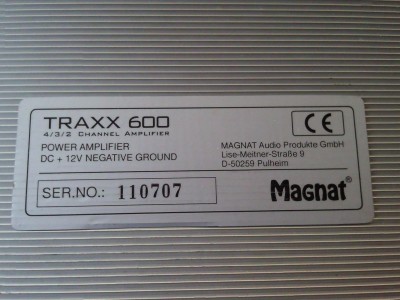 TRAXX 600
4/3/2 CHANNEL AMPLIFIER
POWER AMPLIFIER
DC + 12V NEGATIVE GROUND
SER.NO.: 110707
CE
MAGNAT Audio Produkte GmbH
Lise-Meitner-Straße 9
D-50259 Pulheim
Magnat®